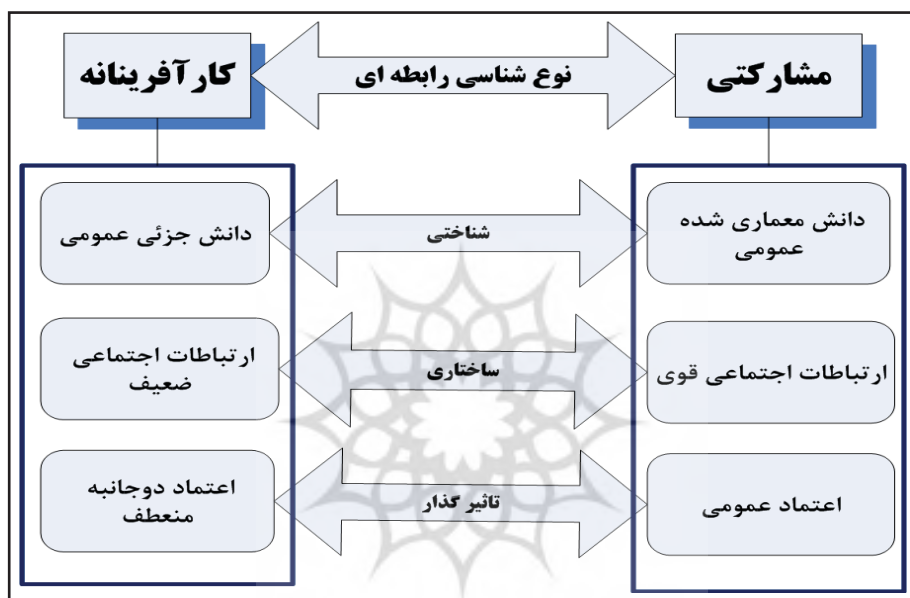 مشارکتی
نوع شناسی رابطه ای
کارآفرینانه
دانش معماری شده
عمومی
شناختی
دانش جزئی عمومی
ارتباطات اجتماعی قوی
ساختاری
ارتباطات اجتماعی
ضعیف
اعتماد عمومی
تاثیر گذار
اعتماد دوجانبه
منعطف